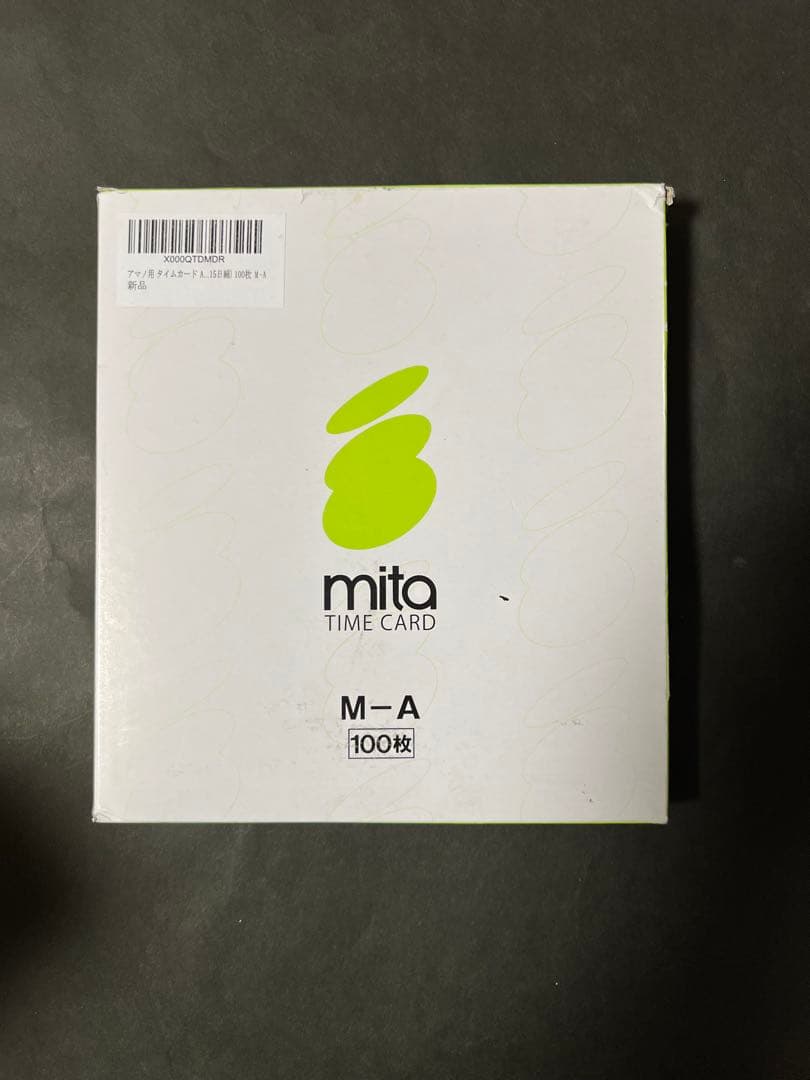 X000QTDMDR
アマノ用 タイムカード A...15日締) 100枚 M-A
新品
mita
TIME CARD
M－A
100枚